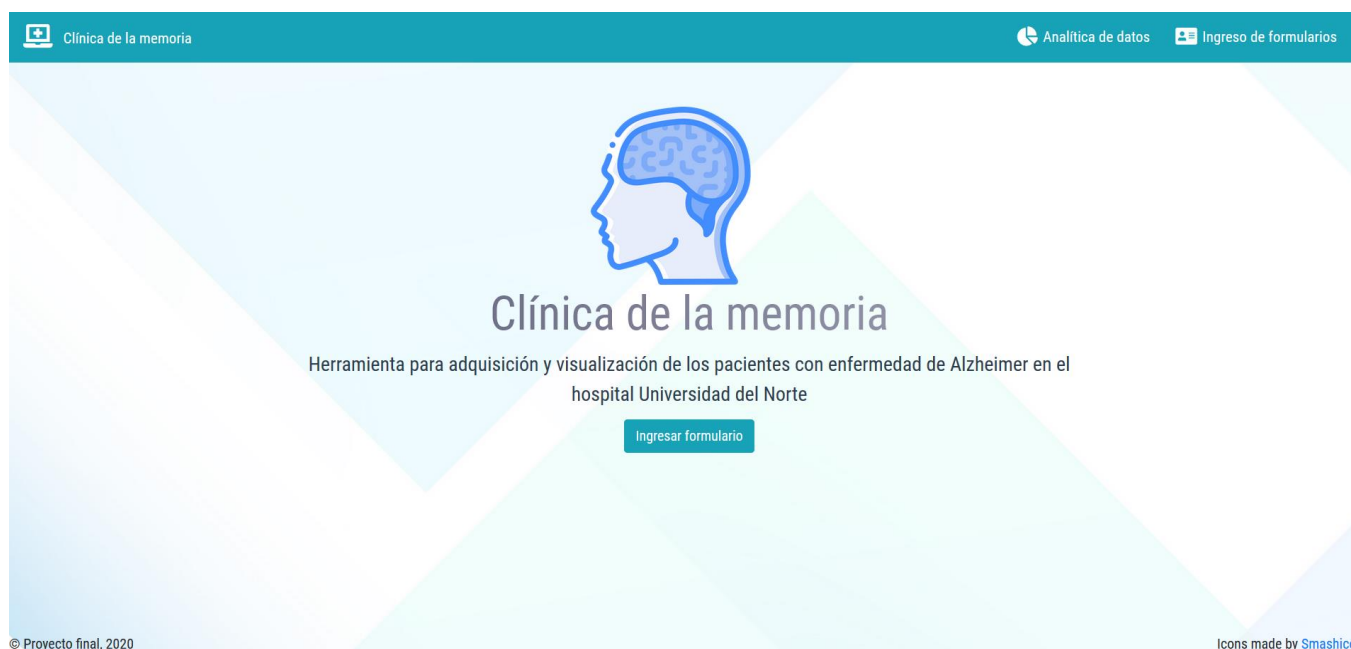 Clínica de la memoria
Analítica de datos
Ingreso de formularios
Clínica de la memoria
Herramienta para adquisición y visualización de los pacientes con enfermedad de Alzheimer en el
hospital Universidad del Norte
Ingresar formulario
© Proyecto final, 2020
Icons made by